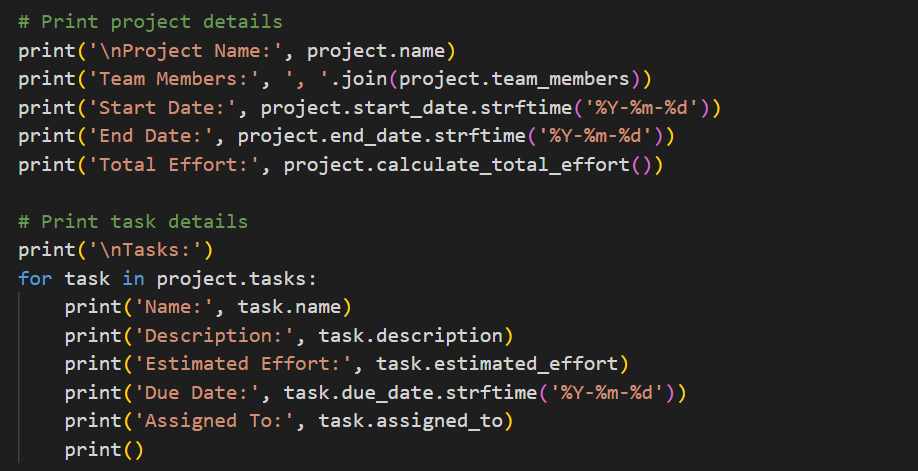 # Print project details
print('\nProject Name:', project.name)
print('Team Members:', ', '.join(project.team_members))
print('Start Date:', project.start_date.strftime('%Y-%m-%d'))
print('End Date:', project.end_date.strftime('%Y-%m-%d'))
print('Total Effort:', project.calculate_total_effort())

# Print task details
print('\nTasks:')
for task in project.tasks:
    print('Name:', task.name)
    print('Description:', task.description)
    print('Estimated Effort:', task.estimated_effort)
    print('Due Date:', task.due_date.strftime('%Y-%m-%d'))
    print('Assigned To:', task.assigned_to)
    print()